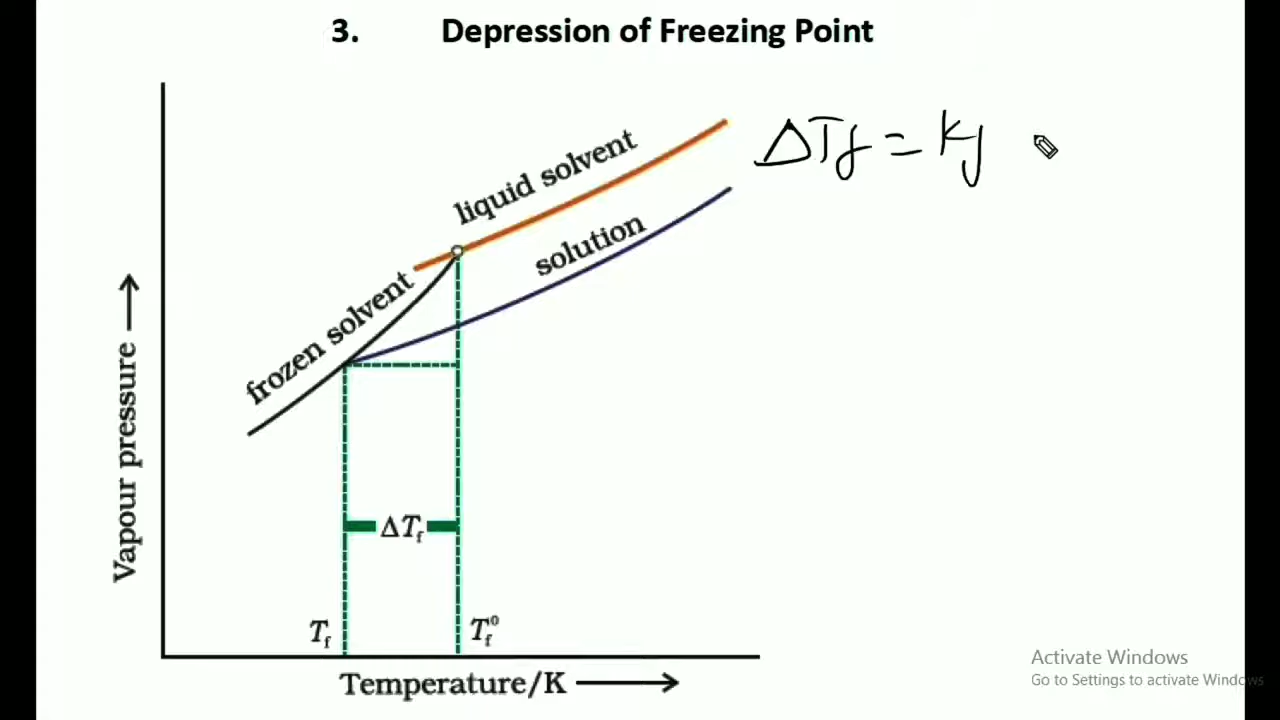 3. Depression of Freezing Point
ΔTf = Kf
liquid solvent
solution
frozen solvent
Vapour pressure
ΔTf
Tf
Tf°
Temperature/K
Activate Windows
Go to Settings to activate Windows